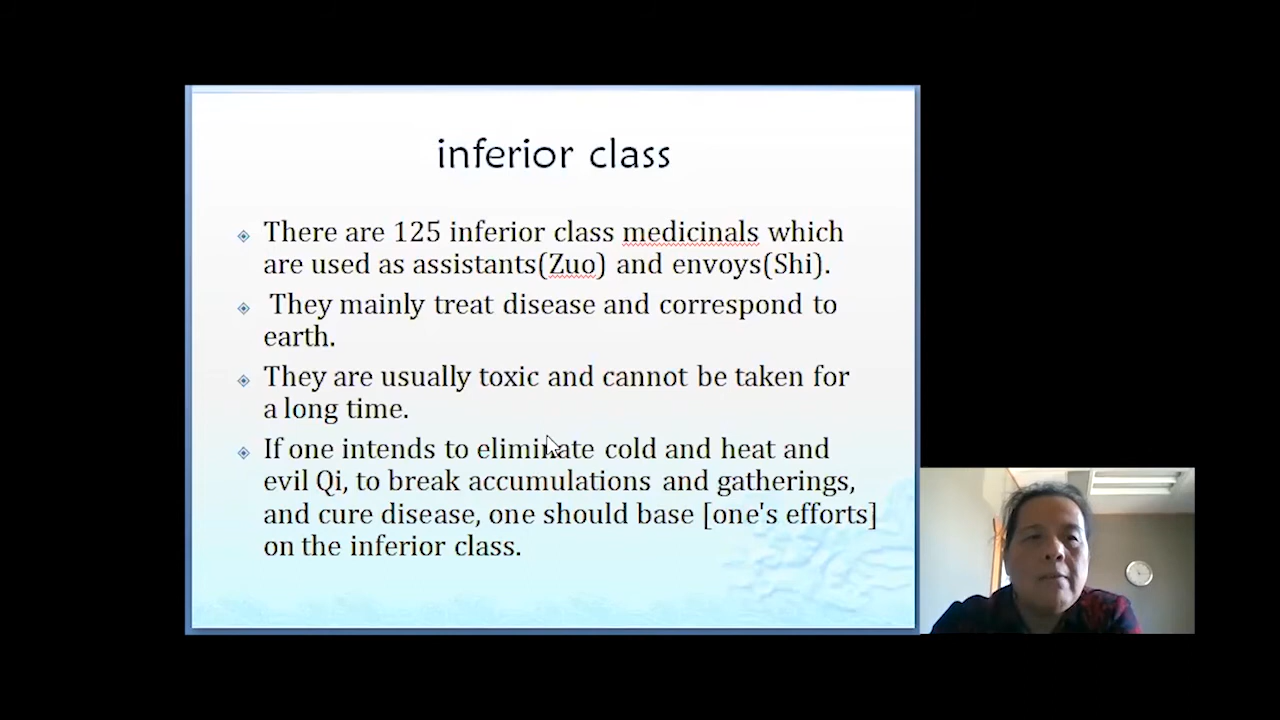 inferior class
There are 125 inferior class medicinals which
are used as assistants(Zuo) and envoys(Shi).
They mainly treat disease and correspond to
earth.
They are usually toxic and cannot be taken for
a long time.
If one intends to eliminate cold and heat and
evil Qi, to break accumulations and gatherings,
and cure disease, one should base [one's efforts]
on the inferior class.